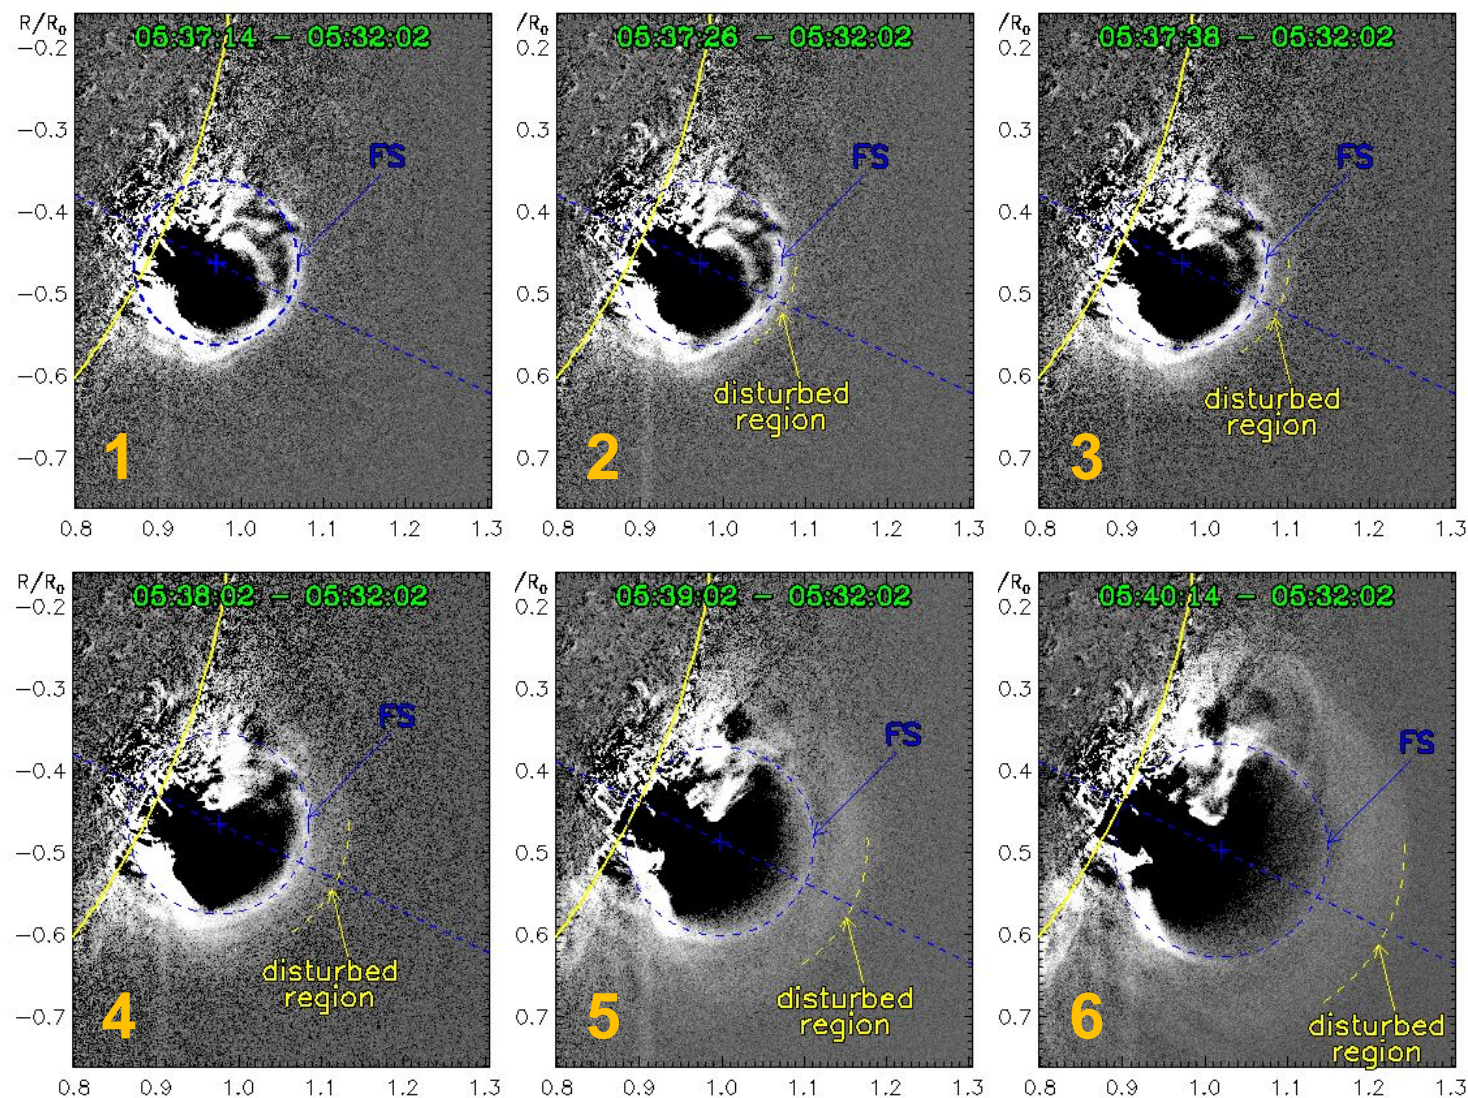 R/R₀ /R₀ /R₀
05:37:14 – 05:32:02 05:37:26 – 05:32:02 05:37:38 – 05:32:02
−0.2 0.2 0.2
−0.3 0.3 0.3
FS FS FS
−0.4 0.4 0.4
−0.5 0.5 0.5
−0.6 0.6 0.6
disturbed disturbed
region region
−0.7 0.7 0.7
1 2 3
0.8 0.9 1.0 1.1 1.2 1.3 0.8 0.9 1.0 1.1 1.2 1.3 0.8 0.9 1.0 1.1 1.2 1.3
R/R₀ /R₀ /R₀
05:38:02 – 05:32:02 05:39:02 – 05:32:02 05:40:14 – 05:32:02
−0.2 0.2 0.2
−0.3 0.3 0.3
FS FS FS
−0.4 0.4 0.4
−0.5 0.5 0.5
−0.6 0.6 0.6
disturbed disturbed disturbed
region region region
−0.7 0.7 0.7
4 5 6
0.8 0.9 1.0 1.1 1.2 1.3 0.8 0.9 1.0 1.1 1.2 1.3 0.8 0.9 1.0 1.1 1.2 1.3